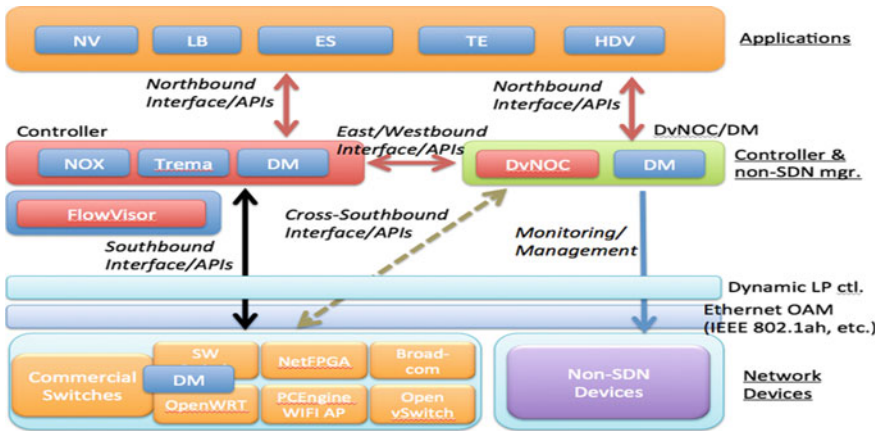 NV LB ES TE HDV
Applications
Northbound
Interface/APIs
Northbound
Interface/APIs
Controller
East/Westbound
Interface/APIs
DvNOC/DM
NOX Trema DM
DvNOC DM
Controller &
non-SDN mgr.
FlowVisor
Southbound
Interface/APIs
Cross-Southbound
Interface/APIs
Monitoring/
Management
Dynamic LP ctl.
Ethernet OAM
(IEEE 802.1ah, etc.)
Commercial
Switches
SW
DM
OpenWRT
NetFPGA
PCEngine
WIFI AP
Broad-
com
Open
vSwitch
Non-SDN
Devices
Network
Devices